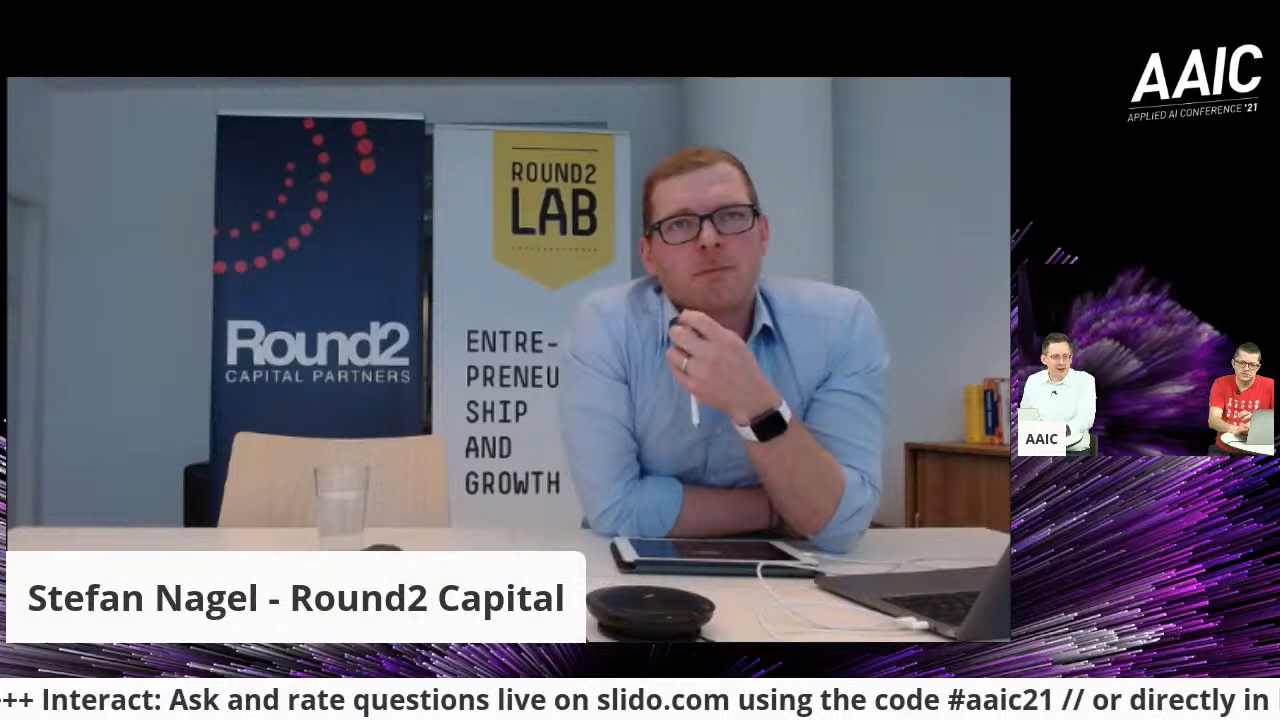 AAIC
APPLIED AI CONFERENCE '21
ROUND2
LAB
Round2
CAPITAL PARTNERS
ENTRE-
PRENEU
SHIP
AND
GROWTH
AAIC
Stefan Nagel - Round2 Capital
++ Interact: Ask and rate questions live on slido.com using the code #aaic21 // or directly in